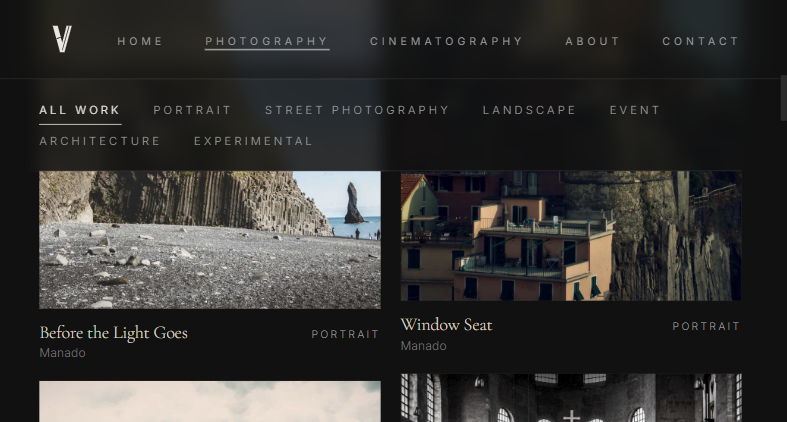 V
HOME PHOTOGRAPHY CINEMATOGRAPHY ABOUT CONTACT
ALL WORK PORTRAIT STREET PHOTOGRAPHY LANDSCAPE EVENT
ARCHITECTURE EXPERIMENTAL
Before the Light Goes PORTRAIT
Manado
Window Seat PORTRAIT
Manado